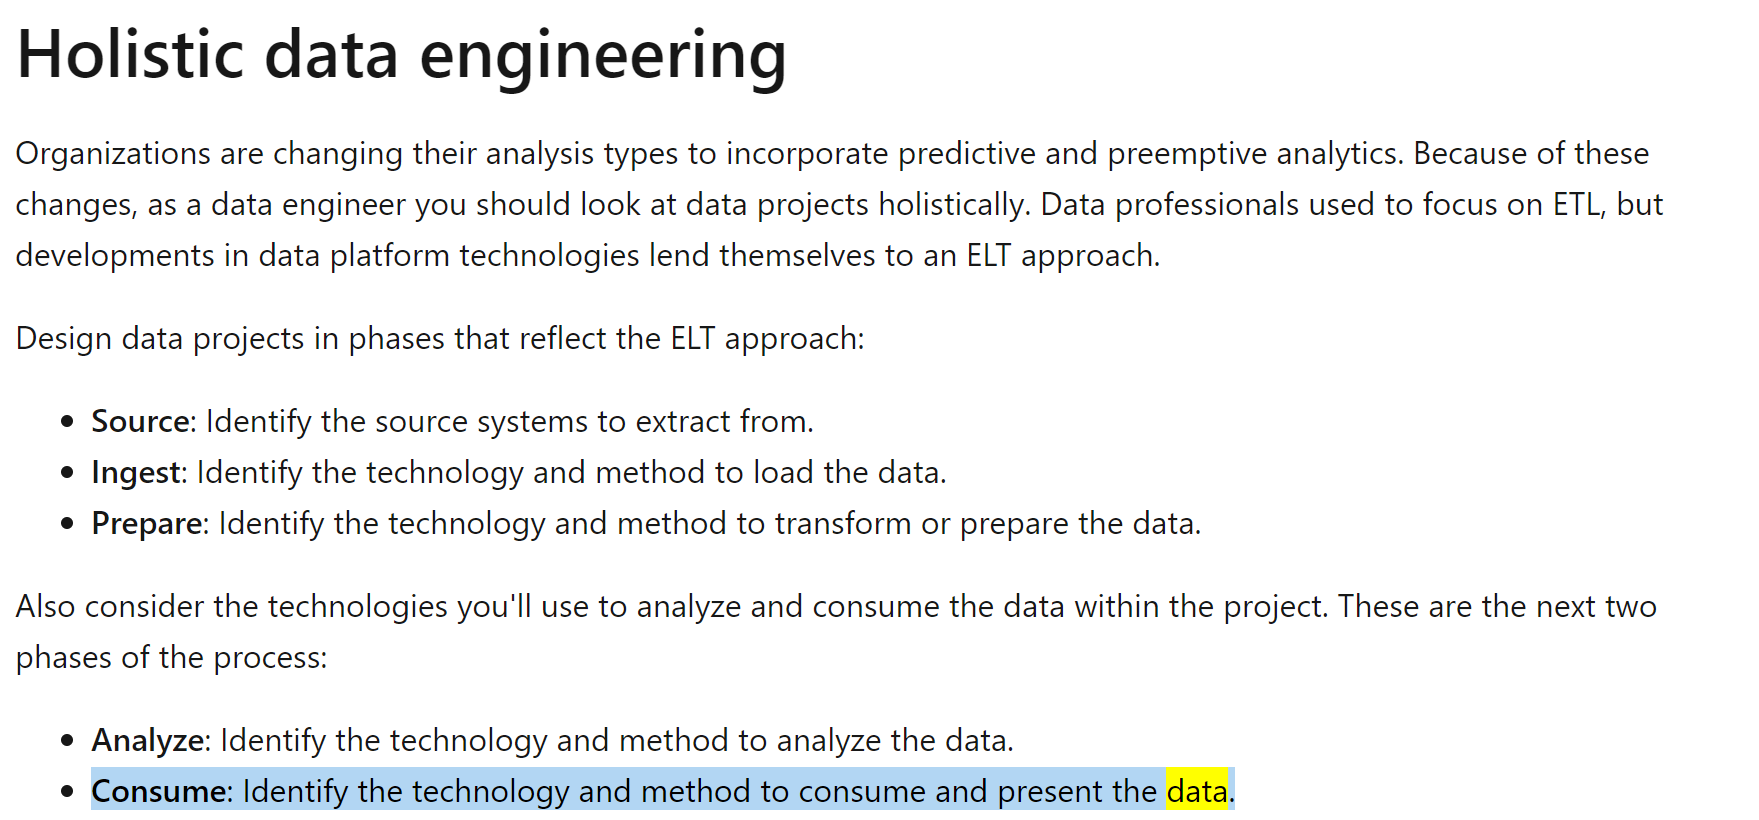 Holistic data engineering
Organizations are changing their analysis types to incorporate predictive and preemptive analytics. Because of these
changes, as a data engineer you should look at data projects holistically. Data professionals used to focus on ETL, but
developments in data platform technologies lend themselves to an ELT approach.
Design data projects in phases that reflect the ELT approach:
• Source: Identify the source systems to extract from.
• Ingest: Identify the technology and method to load the data.
• Prepare: Identify the technology and method to transform or prepare the data.
Also consider the technologies you'll use to analyze and consume the data within the project. These are the next two
phases of the process:
• Analyze: Identify the technology and method to analyze the data.
• Consume: Identify the technology and method to consume and present the data.